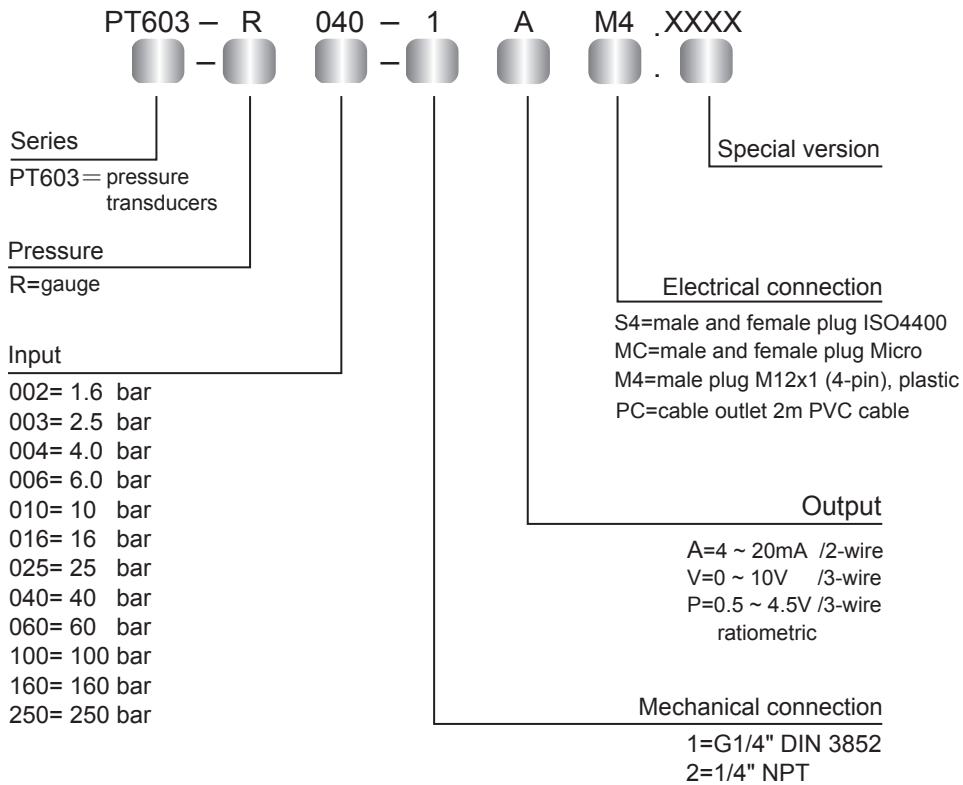 PT603 – R 040 – 1 A M4 .XXXX
– – .
Series
PT603＝pressure
transducers
Pressure
R=gauge
Input
002= 1.6 bar
003= 2.5 bar
004= 4.0 bar
006= 6.0 bar
010= 10 bar
016= 16 bar
025= 25 bar
040= 40 bar
060= 60 bar
100= 100 bar
160= 160 bar
250= 250 bar
Special version
Electrical connection
S4=male and female plug ISO4400
MC=male and female plug Micro
M4=male plug M12x1 (4-pin), plastic
PC=cable outlet 2m PVC cable
Output
A=4 ~ 20mA /2-wire
V=0 ~ 10V /3-wire
P=0.5 ~ 4.5V /3-wire
ratiometric
Mechanical connection
1=G1/4" DIN 3852
2=1/4" NPT